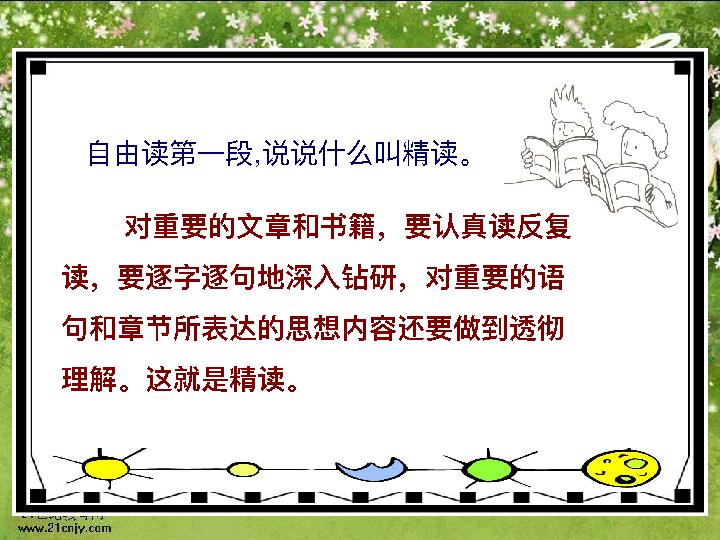 自由读第一段,说说什么叫精读。
对重要的文章和书籍，要认真读反复
读，要逐字逐句地深入钻研，对重要的语
句和章节所表达的思想内容还要做到透彻
理解。这就是精读。
www.21cnjy.com